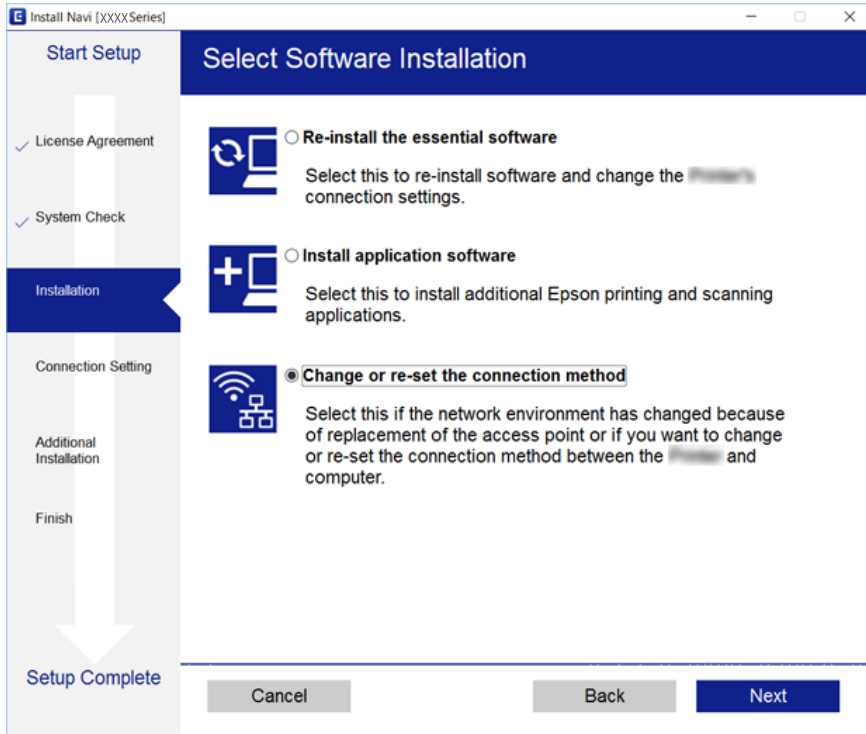 Install Navi [XXXXSeries]
Start Setup
Select Software Installation
License Agreement
System Check
Installation
Connection Setting
Additional
Installation
Finish
Setup Complete
Re-install the essential software
Select this to re-install software and change the
connection settings.
Install application software
Select this to install additional Epson printing and scanning
applications.
Change or re-set the connection method
Select this if the network environment has changed because
of replacement of the access point or if you want to change
or re-set the connection method between the and
computer.
Cancel
Back
Next